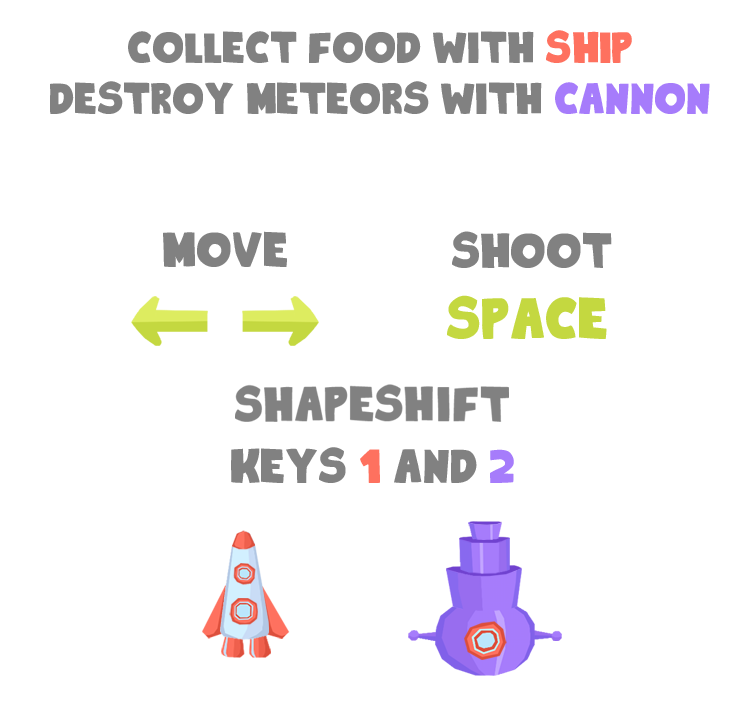 COLLECT FOOD WITH SHIP
DESTROY METEORS WITH CANNON
MOVE
SHOOT
SPACE
SHAPESHIFT
KEYS 1 AND 2